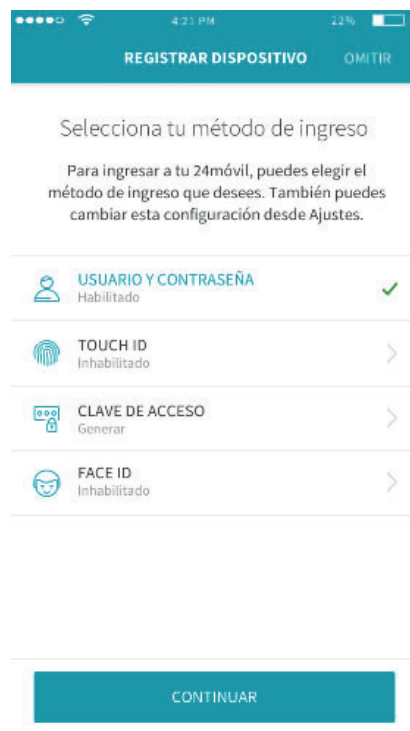 4:21 PM 22%
REGISTRAR DISPOSITIVO OMITIR
Selecciona tu método de ingreso
Para ingresar a tu 24móvil, puedes elegir el
método de ingreso que desees. También puedes
cambiar esta configuración desde Ajustes.
USUARIO Y CONTRASEÑA
Habilitado
TOUCH ID
Inhabilitado
CLAVE DE ACCESO
Generar
FACE ID
Inhabilitado
CONTINUAR